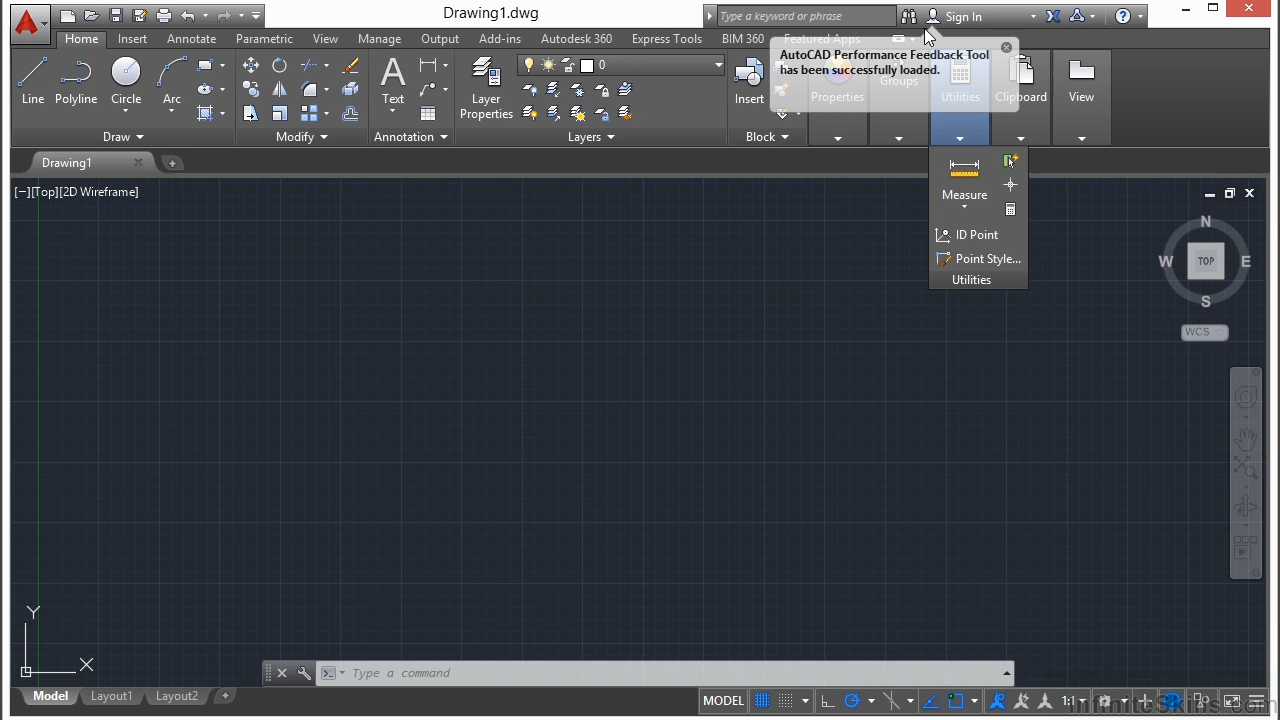 Drawing1.dwg
Type a keyword or phrase
Sign In
Home Insert Annotate Parametric View Manage Output Add-ins Autodesk 360 Express Tools BIM 360 Featured Apps
AutoCAD Performance Feedback Tool
has been successfully loaded.
0
Line Polyline Circle Arc Text Layer
Properties
Insert Properties Groups Utilities Clipboard View
Draw Modify Annotation Layers Block
Drawing1
[−][Top][2D Wireframe]
Measure
ID Point
Point Style...
Utilities
N
W TOP E
S
WCS
Y
X
Type a command
Model Layout1 Layout2
MODEL 1:1
InfiniteSkills.com